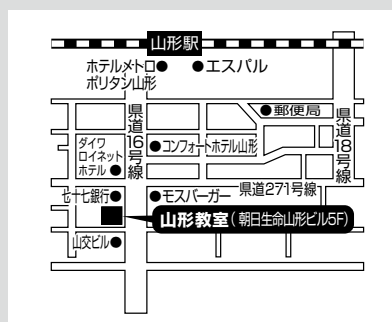 山形駅
ホテルメトロ
ポリタン山形
エスパル
郵便局
県道16号線
県道18号線
ダイワ
ロイネット
ホテル
コンフォートホテル山形
七十七銀行
モスバーガー
県道271号線
山形教室(朝日生命山形ビル5F)
山交ビル